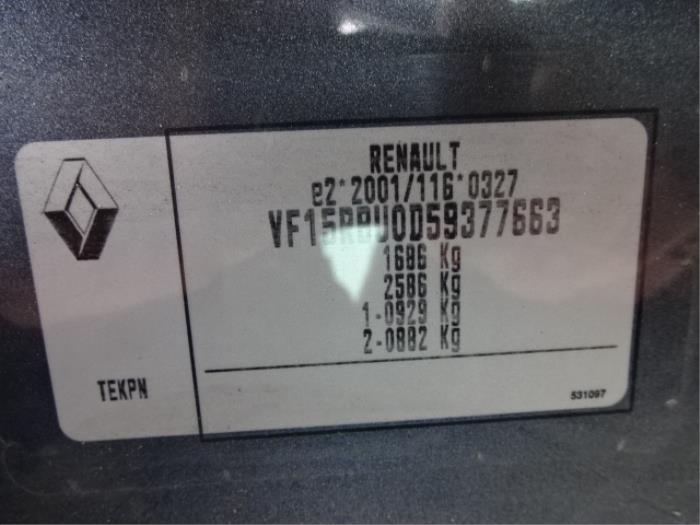 RENAULT
e2*2001/116*0327
VF15RBU0D59377663
1686 Kg
2586 Kg
1-0929 Kg
2-0882 Kg
TEKPN
531097